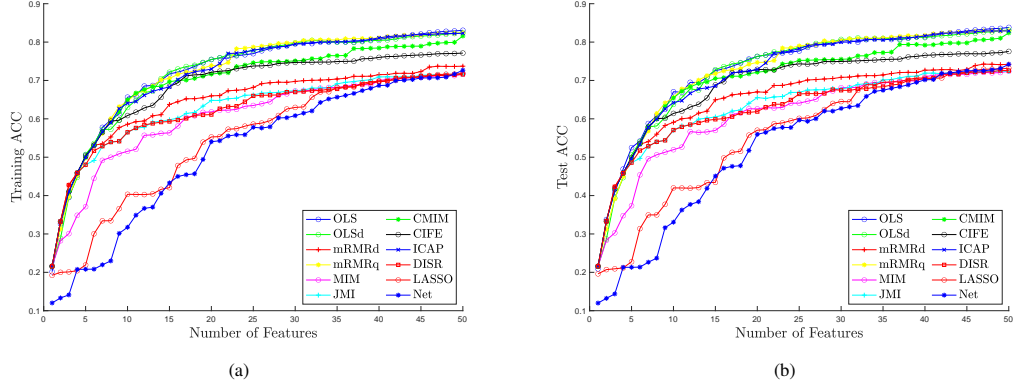 0.9
0.8
0.7
0.6
0.5
0.4
0.3
0.2
0.1
Training ACC
0 5 10 15 20 25 30 35 40 45 50
Number of Features
OLS CMIM
OLSd CIFE
mRMRd ICAP
mRMRq DISR
MIM LASSO
JMI Net
(a)
0.9
0.8
0.7
0.6
0.5
0.4
0.3
0.2
0.1
Test ACC
0 5 10 15 20 25 30 35 40 45 50
Number of Features
OLS CMIM
OLSd CIFE
mRMRd ICAP
mRMRq DISR
MIM LASSO
JMI Net
(b)